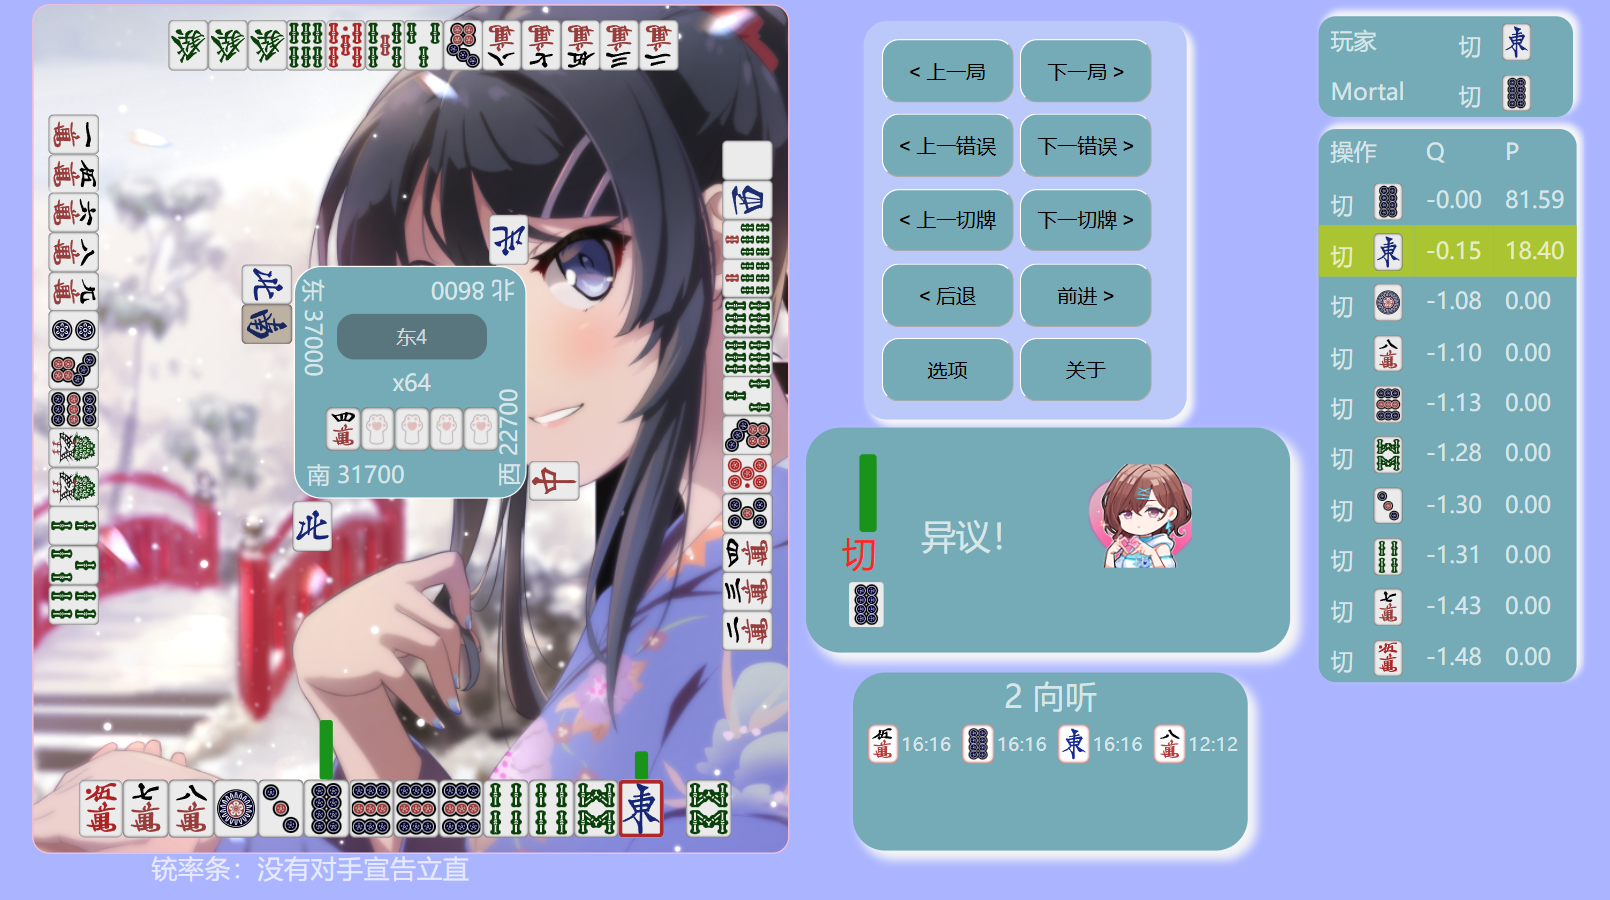 < 上一局
下一局 >
< 上一错误
下一错误 >
< 上一切牌
下一切牌 >
< 后退
前进 >
选项
关于
玩家 切
Mortal 切
操作 Q P
切 -0.00 81.59
切 -0.15 18.40
切 -1.08 0.00
切 -1.10 0.00
切 -1.13 0.00
切 -1.28 0.00
切 -1.30 0.00
切 -1.31 0.00
切 -1.43 0.00
切 -1.48 0.00
北 8600
东 37000
东4
x64
西 22700
南 31700
切
异议!
2 向听
16:16 16:16 16:16 12:12
铳率条：没有对手宣告立直